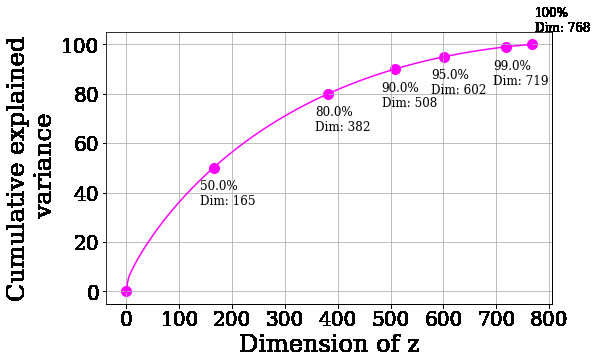 100%
Dim: 768
100
99.0%
Dim: 719
95.0%
Dim: 602
90.0%
Dim: 508
80
80.0%
Dim: 382
60
50.0%
Dim: 165
40
20
0
Cumulative explained
variance
0 100 200 300 400 500 600 700 800
Dimension of z